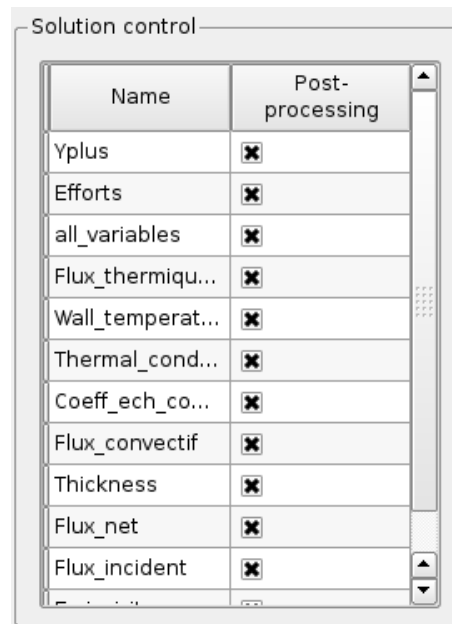 Solution control
Name
Post-
processing
Yplus
Efforts
all_variables
Flux_thermiqu...
Wall_temperat...
Thermal_cond...
Coeff_ech_co...
Flux_convectif
Thickness
Flux_net
Flux_incident